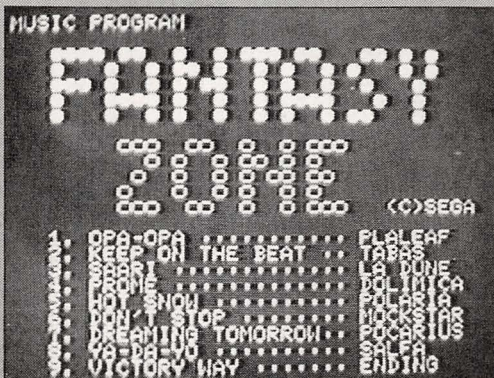 MUSIC PROGRAM
FANTASY
ZONE
(C)SEGA
1. OPA-OPA ............ PLALEAF
2. KEEP ON THE BEAT .. TABAS
3. SAARI .............. LA DUNE
4. PROME .............. DOLIMICA
5. HOT SNOW ........... POLARIA
6. DON'T STOP ......... MOCKSTAR
7. DREAMING TOMORROW.. POCARIUS
8. YA-DA-YO ........... SALFA
9. VICTORY WAY ........ ENDING